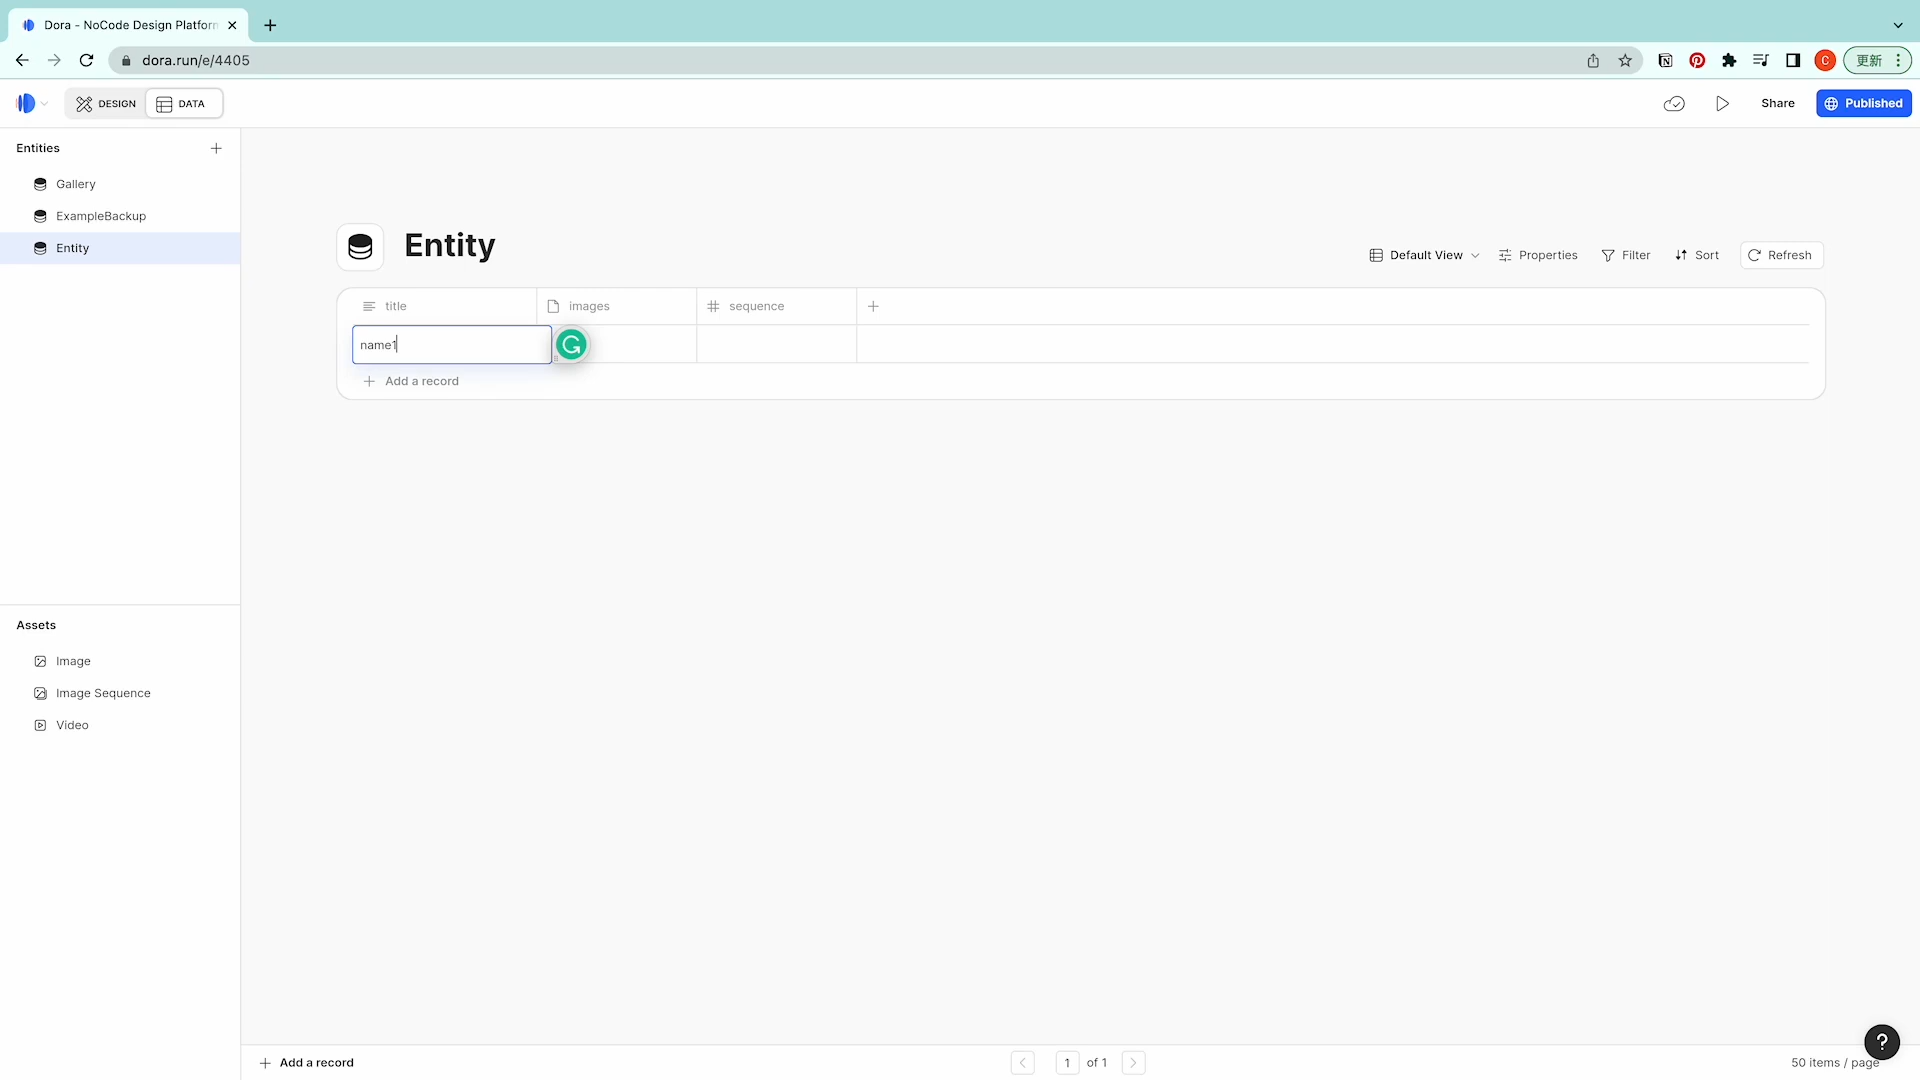 Dora - NoCode Design Platform
dora.run/e/4405
C
更新
DESIGN
DATA
Share
Published
Entities
Gallery
ExampleBackup
Entity
Entity
Default View
Properties
Filter
Sort
Refresh
title
images
sequence
name1
Add a record
Assets
Image
Image Sequence
Video
Add a record
1
of 1
50 items / page
?